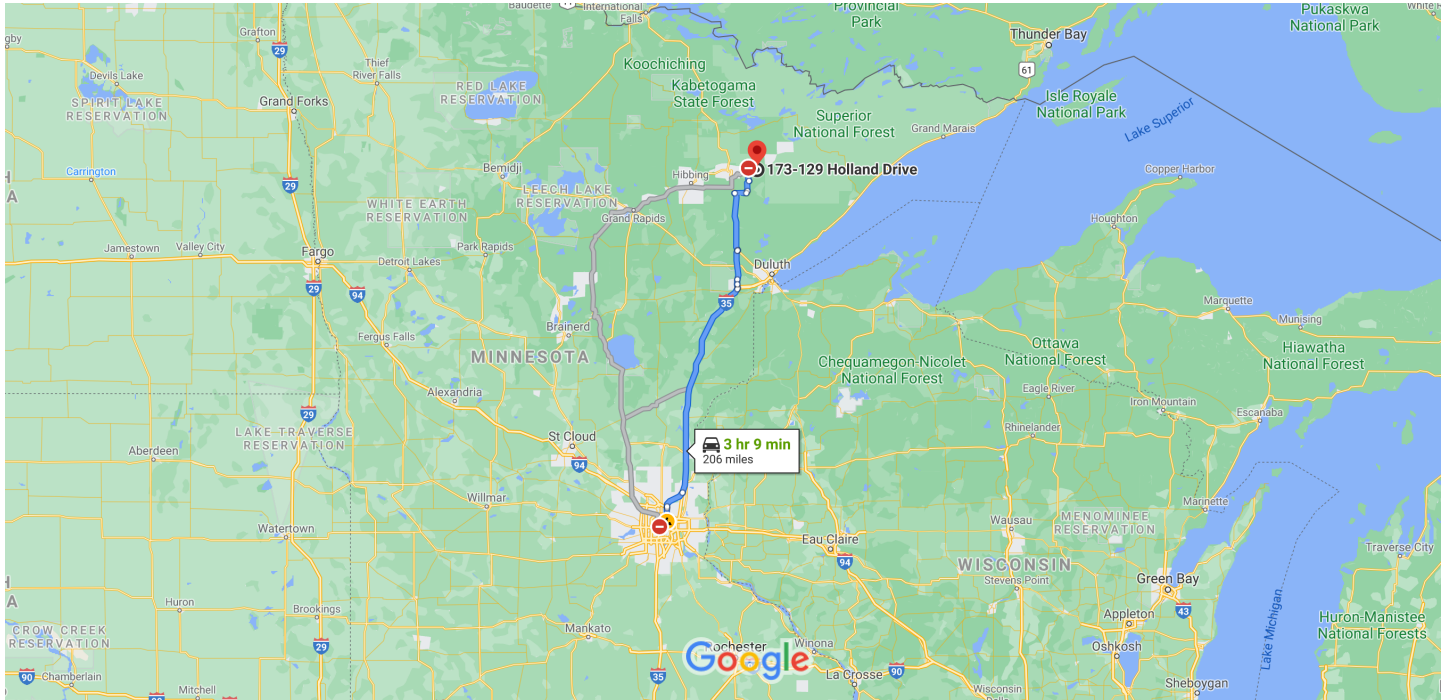 Baudette
International
Falls
Provincial
Park
Pukaskwa
National Park
Grafton
29
Thunder Bay
61
Thief
River Falls
Koochiching
Kabetogama
State Forest
Devils Lake
SPIRIT LAKE
RESERVATION
Grand Forks
RED LAKE
RESERVATION
Isle Royale
National Park
Lake Superior
Superior
National Forest
Grand Marais
Carrington
29
Bemidji
Hibbing
173-129 Holland Drive
Copper Harbor
LEECH LAKE
RESERVATION
WHITE EARTH
RESERVATION
Grand Rapids
Houghton
Jamestown
Valley City
Fargo
Park Rapids
Detroit Lakes
Duluth
29
94
35
Marquette
Munising
Brainerd
Fergus Falls
MINNESOTA
Ottawa
National Forest
Hiawatha
National Forest
Chequamegon-Nicolet
National Forest
Eagle River
Alexandria
Iron Mountain
Escanaba
29
LAKE TRAVERSE
RESERVATION
Rhinelander
Aberdeen
St Cloud
94
3 hr 9 min
206 miles
Willmar
Marinette
Watertown
Wausau
MENOMINEE
RESERVATION
Eau Claire
94
Traverse City
WISCONSIN
Stevens Point
Green Bay
43
Huron
Brookings
Appleton
Huron-Manistee
National Forests
CROW CREEK
RESERVATION
29
Mankato
Oshkosh
Lake Michigan
Rochester
Winona
Google
90
Chamberlain
Mitchell
35
La Crosse
90
Wisconsin
Sheboygan